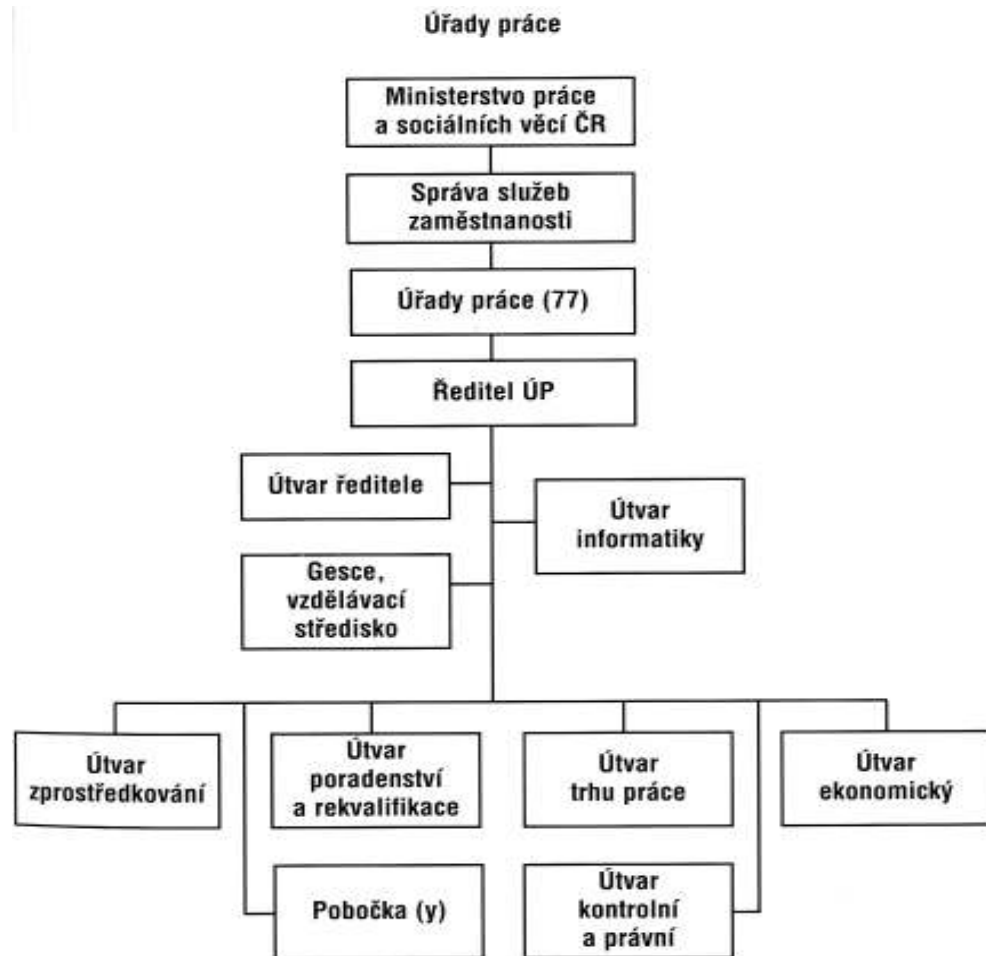 Úřady práce
Ministerstvo práce
a sociálních věcí ČR
Správa služeb
zaměstnanosti
Úřady práce (77)
Ředitel ÚP
Útvar ředitele
Útvar
informatiky
Gesce,
vzdělávací
středisko
Útvar
zprostředkování
Útvar
poradenství
a rekvalifikace
Útvar
trhu práce
Útvar
ekonomický
Pobočka (y)
Útvar
kontrolní
a právní